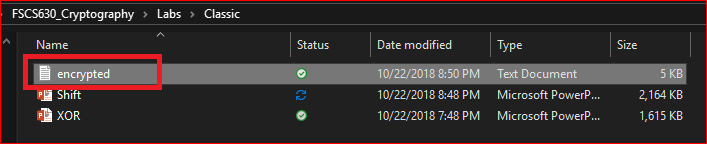 FSCS630_Cryptography > Labs > Classic
Name Status Date modified Type Size
encrypted 10/22/2018 8:50 PM Text Document 5 KB
Shift 10/22/2018 8:48 PM Microsoft PowerP... 2,164 KB
XOR 10/22/2018 7:48 PM Microsoft PowerP... 1,615 KB